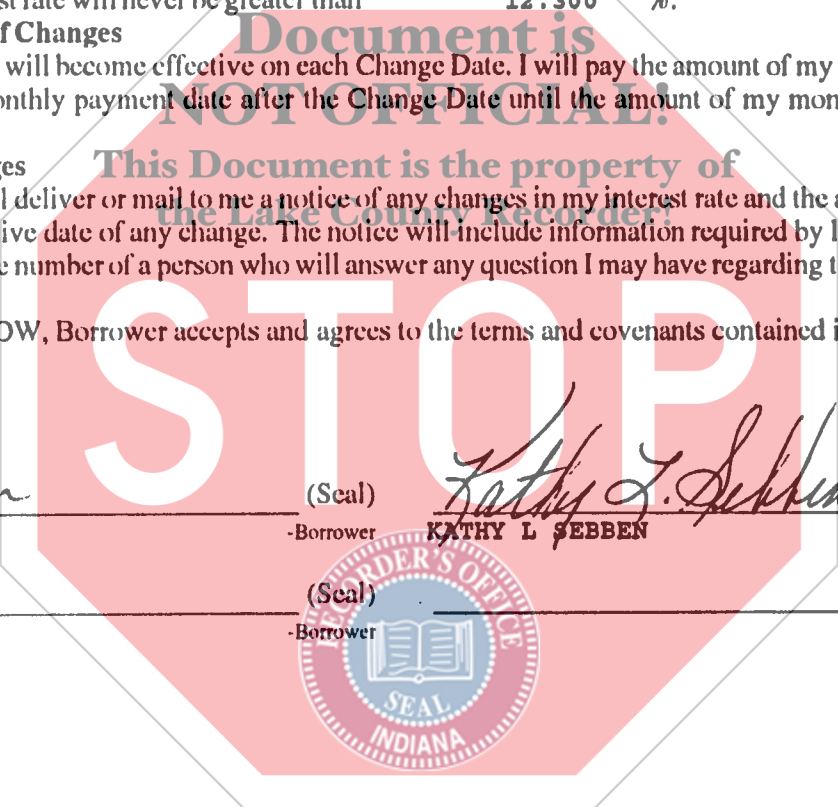 st rate will never be greater than 12.500 %.
of Changes
will become effective on each Change Date. I will pay the amount of my
onthly payment date after the Change Date until the amount of my mon
ges
l deliver or mail to me a notice of any changes in my interest rate and the a
ive date of any change. The notice will include information required by l
e number of a person who will answer any question I may have regarding t
OW, Borrower accepts and agrees to the terms and covenants contained i
Document is
NOT OFFICIAL!
This Document is the property of
the Lake County Recorder!
STOP
(Seal)
-Borrower
Kathy L. Sebben
KATHY L SEBBEN
(Seal)
-Borrower
RECORDER'S OFFICE
SEAL
INDIANA